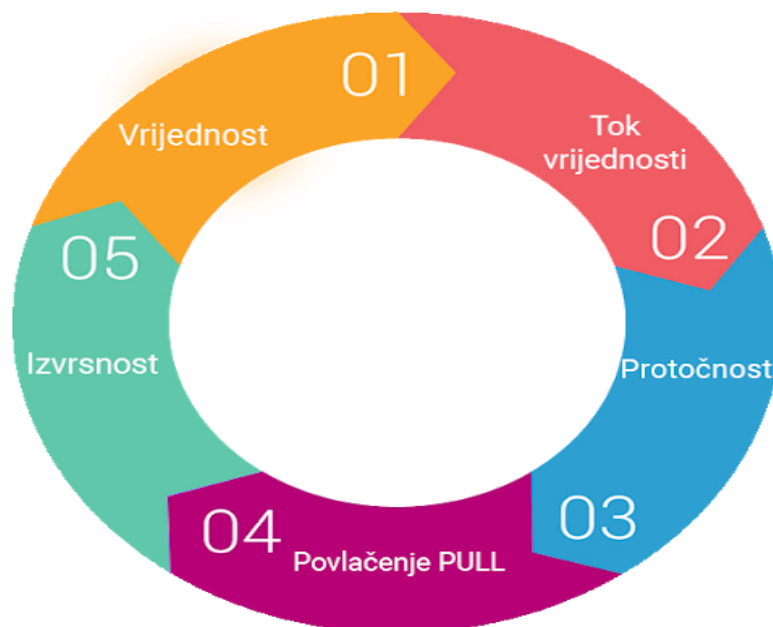 01
Vrijednost
Tok
vrijednosti
02
Protočnost
03
04
Povlačenje PULL
05
Izvrsnost